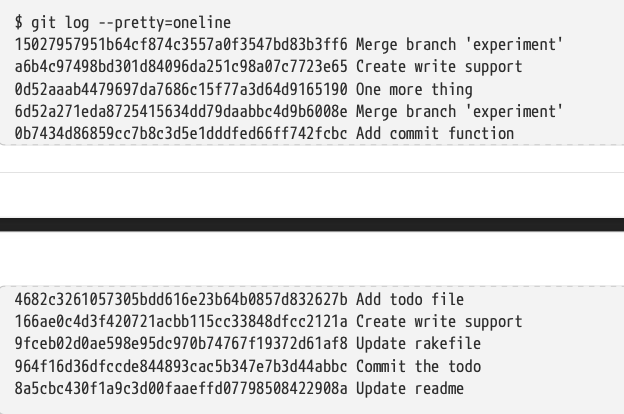 $ git log --pretty=oneline
15027957951b64cf874c3557a0f3547bd83b3ff6 Merge branch 'experiment'
a6b4c97498bd301d84096da251c98a07c7723e65 Create write support
0d52aaab4479697da7686c15f77a3d64d9165190 One more thing
6d52a271eda8725415634dd79daabbc4d9b6008e Merge branch 'experiment'
0b7434d86859cc7b8c3d5e1dddfed66ff742fcbc Add commit function
4682c3261057305bdd616e23b64b0857d832627b Add todo file
166ae0c4d3f420721acbb115cc33848dfcc2121a Create write support
9fceb02d0ae598e95dc970b74767f19372d61af8 Update rakefile
964f16d36dfccde844893cac5b347e7b3d44abbc Commit the todo
8a5cbc430f1a9c3d00faaeffd07798508422908a Update readme